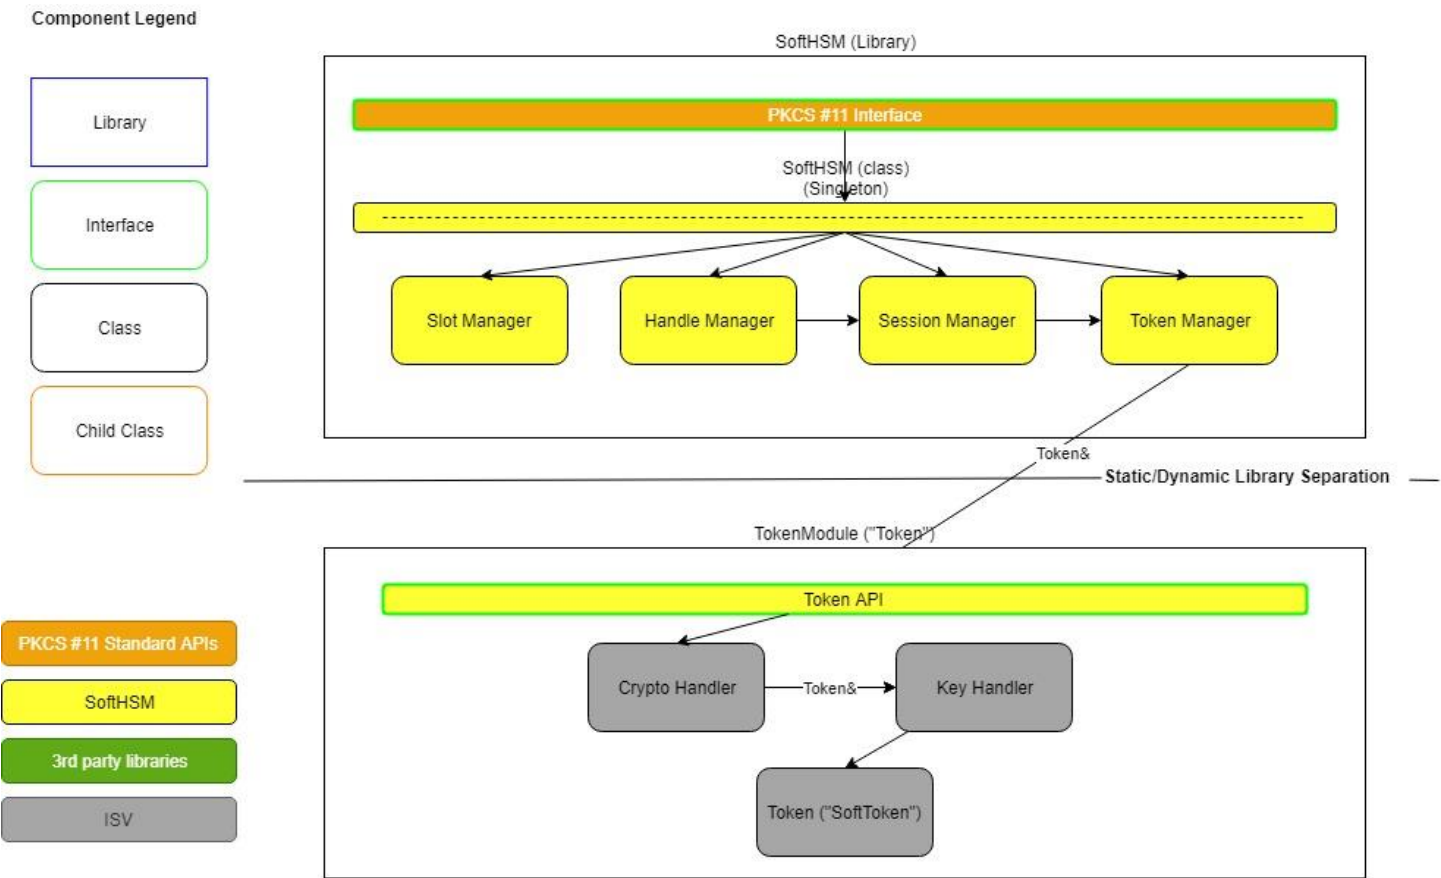 Component Legend
Library
Interface
Class
Child Class
PKCS #11 Standard APIs
SoftHSM
3rd party libraries
ISV
SoftHSM (Library)
PKCS #11 Interface
SoftHSM (class)
(Singleton)
Slot Manager
Handle Manager
Session Manager
Token Manager
Token&
Static/Dynamic Library Separation
TokenModule ("Token")
Token API
Crypto Handler
Token&
Key Handler
Token ("SoftToken")